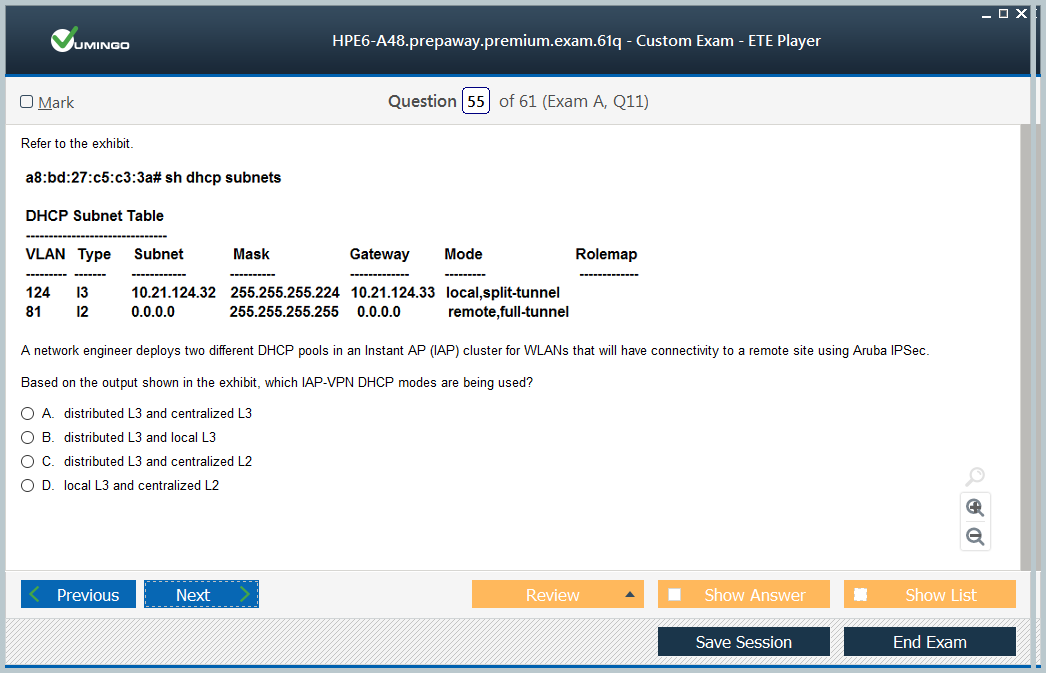 VUMINGO
HPE6-A48.prepaway.premium.exam.61q - Custom Exam - ETE Player
Mark
Question 55 of 61 (Exam A, Q11)
Refer to the exhibit.
a8:bd:27:c5:c3:3a# sh dhcp subnets
DHCP Subnet Table
-------------------------------
VLAN Type Subnet Mask Gateway Mode Rolemap
--------- ------- ------------ ---------- ------------- --------- -------------
124 l3 10.21.124.32 255.255.255.224 10.21.124.33 local,split-tunnel
81 l2 0.0.0.0 255.255.255.255 0.0.0.0 remote,full-tunnel
A network engineer deploys two different DHCP pools in an Instant AP (IAP) cluster for WLANs that will have connectivity to a remote site using Aruba IPSec.
Based on the output shown in the exhibit, which IAP-VPN DHCP modes are being used?
A. distributed L3 and centralized L3
B. distributed L3 and local L3
C. distributed L3 and centralized L2
D. local L3 and centralized L2
Previous Next Review Show Answer Show List
Save Session End Exam